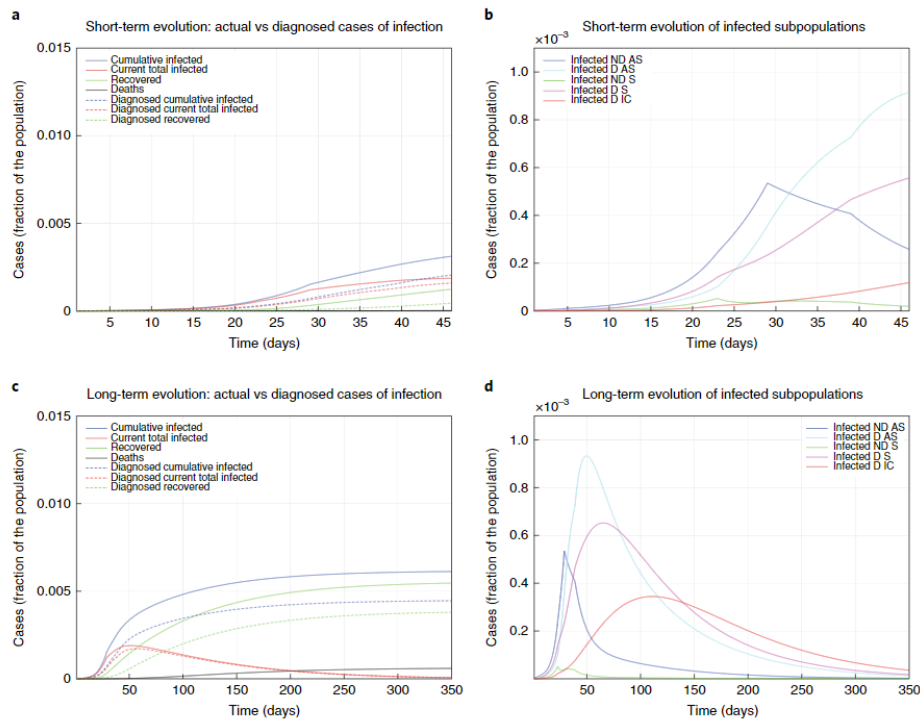 a
Short-term evolution: actual vs diagnosed cases of infection
0.015
0.010
0.005
0
Cases (fraction of the population)
Cumulative infected
Current total infected
Recovered
Deaths
Diagnosed cumulative infected
Diagnosed current total infected
Diagnosed recovered
5 10 15 20 25 30 35 40 45
Time (days)
b
Short-term evolution of infected subpopulations
×10⁻³
1.0
0.8
0.6
0.4
0.2
0
Cases (fraction of the population)
Infected ND AS
Infected D AS
Infected ND S
Infected D S
Infected D IC
5 10 15 20 25 30 35 40 45
Time (days)
c
Long-term evolution: actual vs diagnosed cases of infection
0.015
0.010
0.005
0
Cases (fraction of the population)
Cumulative infected
Current total infected
Recovered
Deaths
Diagnosed cumulative infected
Diagnosed current total infected
Diagnosed recovered
50 100 150 200 250 300 350
Time (days)
d
Long-term evolution of infected subpopulations
×10⁻³
1.0
0.8
0.6
0.4
0.2
Cases (fraction of the population)
Infected ND AS
Infected D AS
Infected ND S
Infected D S
Infected D IC
50 100 150 200 250 300 350
Time (days)